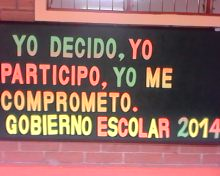 YO DECIDO, YO
PARTICIPO, YO ME
COMPROMETO.
GOBIERNO ESCOLAR 2014